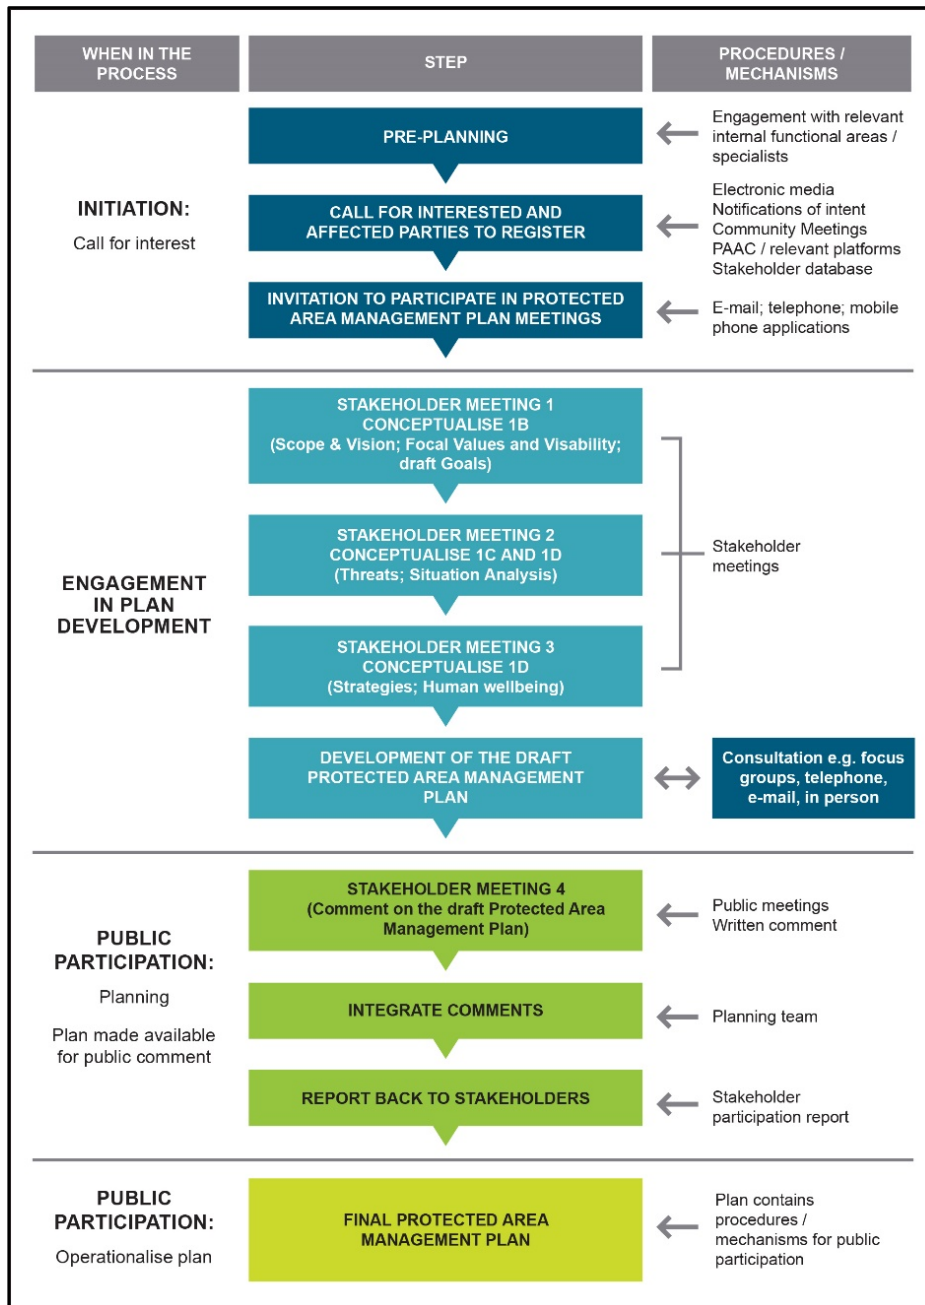 WHEN IN THE
PROCESS
STEP
PROCEDURES /
MECHANISMS
INITIATION:
Call for interest
PRE-PLANNING
Engagement with relevant
internal functional areas /
specialists
CALL FOR INTERESTED AND
AFFECTED PARTIES TO REGISTER
Electronic media
Notifications of intent
Community Meetings
PAAC / relevant platforms
Stakeholder database
INVITATION TO PARTICIPATE IN PROTECTED
AREA MANAGEMENT PLAN MEETINGS
E-mail; telephone; mobile
phone applications
ENGAGEMENT
IN PLAN
DEVELOPMENT
STAKEHOLDER MEETING 1
CONCEPTUALISE 1B
(Scope & Vision; Focal Values and Visability;
draft Goals)
STAKEHOLDER MEETING 2
CONCEPTUALISE 1C AND 1D
(Threats; Situation Analysis)
STAKEHOLDER MEETING 3
CONCEPTUALISE 1D
(Strategies; Human wellbeing)
Stakeholder
meetings
DEVELOPMENT OF THE DRAFT
PROTECTED AREA MANAGEMENT
PLAN
Consultation e.g. focus
groups, telephone,
e-mail, in person
PUBLIC
PARTICIPATION:
Planning
Plan made available
for public comment
STAKEHOLDER MEETING 4
(Comment on the draft Protected Area
Management Plan)
Public meetings
Written comment
INTEGRATE COMMENTS
Planning team
REPORT BACK TO STAKEHOLDERS
Stakeholder
participation report
PUBLIC
PARTICIPATION:
Operationalise plan
FINAL PROTECTED AREA
MANAGEMENT PLAN
Plan contains
procedures /
mechanisms for public
participation